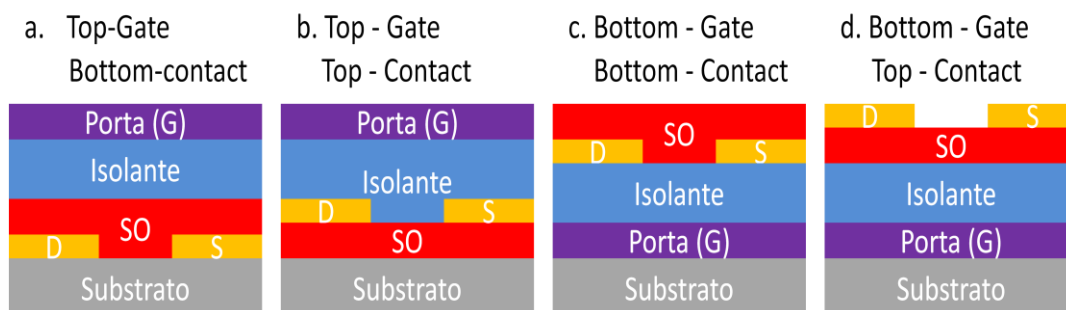 a. Top-Gate
Bottom-contact
Porta (G)
Isolante
SO
D S
Substrato
b. Top - Gate
Top - Contact
Porta (G)
Isolante
D S
SO
Substrato
c. Bottom - Gate
Bottom - Contact
SO
D S
Isolante
Porta (G)
Substrato
d. Bottom - Gate
Top - Contact
D S
SO
Isolante
Porta (G)
Substrato